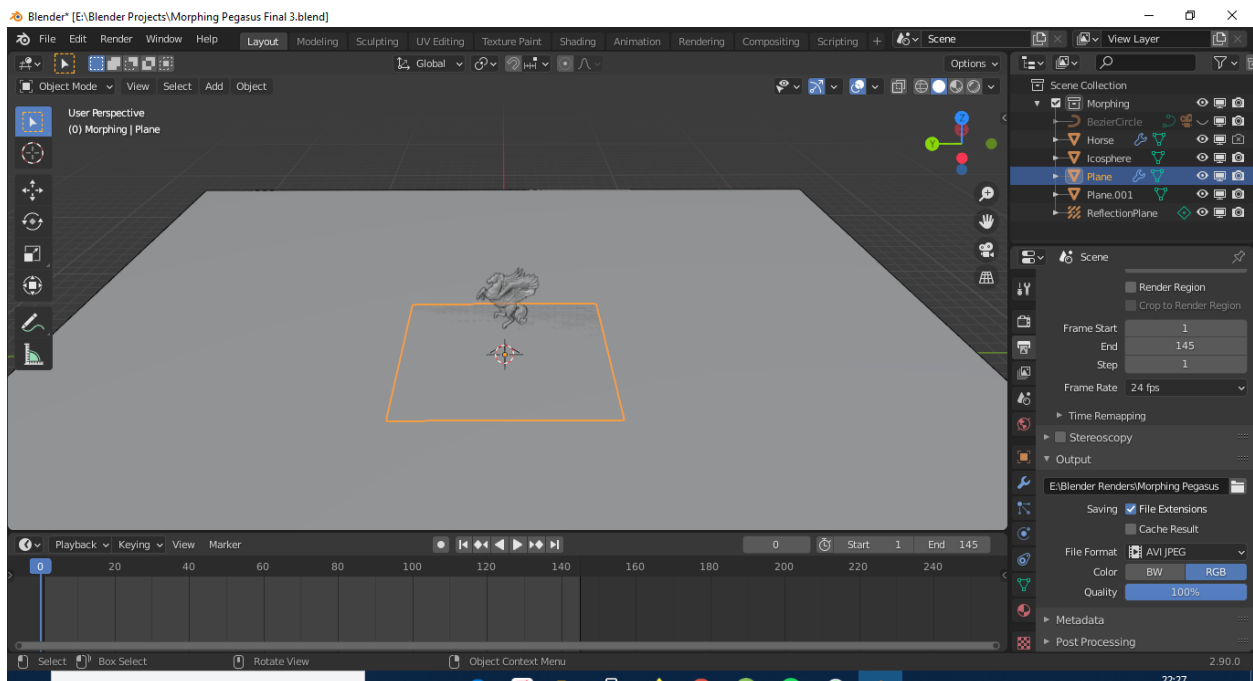 Blender* [E:\Blender Projects\Morphing Pegasus Final 3.blend]
File Edit Render Window Help Layout Modeling Sculpting UV Editing Texture Paint Shading Animation Rendering Compositing Scripting + Scene View Layer
Global Options
Object Mode View Select Add Object
User Perspective
(0) Morphing | Plane
Z
Y
Scene Collection
Morphing
BezierCircle
Horse
Icosphere
Plane
Plane.001
ReflectionPlane
Scene
Render Region
Crop to Render Region
Frame Start 1
End 145
Step 1
Frame Rate 24 fps
Time Remapping
Stereoscopy
Output
E:\Blender Renders\Morphing Pegasus
Saving File Extensions
Cache Result
File Format AVI JPEG
Color BW RGB
Quality 100%
Metadata
Post Processing
Playback Keying View Marker 0 Start 1 End 145
0 20 40 60 80 100 120 140 160 180 200 220 240
Select Box Select Rotate View Object Context Menu 2.90.0
22:27